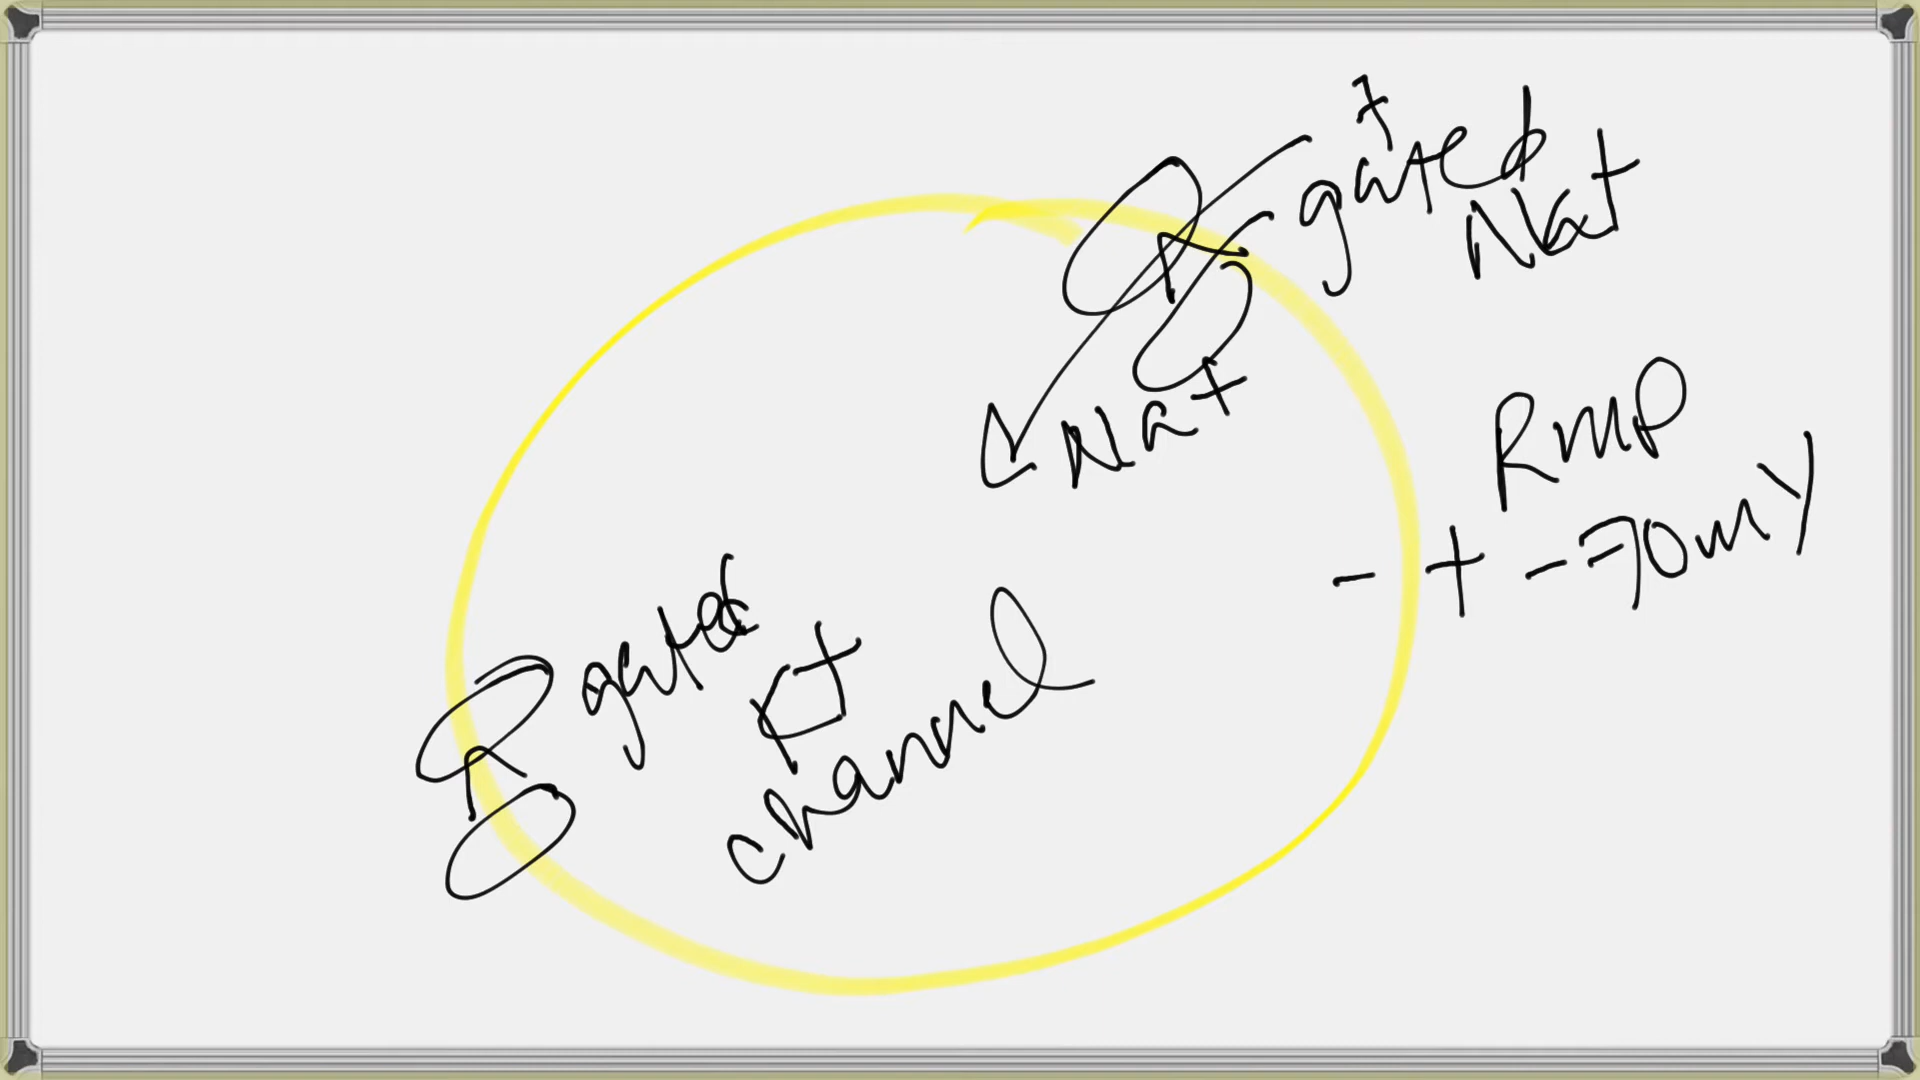 +
gated
Na+
Na+
RMP
- + -70mV
gated
K+
channel